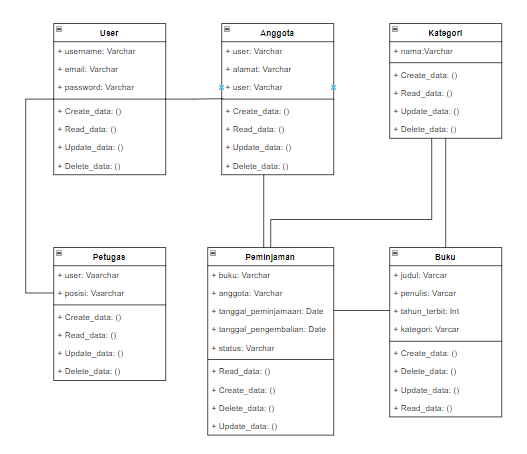 User
+ username: Varchar
+ email: Varchar
+ password: Varchar
+ Create_data: ()
+ Read_data: ()
+ Update_data: ()
+ Delete_data: ()
Anggota
+ user: Varchar
+ alamat: Varchar
+ user: Varchar
+ Create_data: ()
+ Read_data: ()
+ Update_data: ()
+ Delete_data: ()
Kategori
+ nama:Varchar
+ Create_data: ()
+ Read_data: ()
+ Update_data: ()
+ Delete_data: ()
Petugas
+ user: Vaarchar
+ posisi: Vaarchar
+ Create_data: ()
+ Read_data: ()
+ Update_data: ()
+ Delete_data: ()
Peminjaman
+ buku: Varchar
+ anggota: Varchar
+ tanggal_peminjamaan: Date
+ tanggal_pengembalian: Date
+ status: Varchar
+ Read_data: ()
+ Create_data: ()
+ Delete_data: ()
+ Update_data: ()
Buku
+ judul: Varcar
+ penulis: Varcar
+ tahun_terbit: Int
+ kategori: Varcar
+ Create_data: ()
+ Delete_data: ()
+ Update_data: ()
+ Read_data: ()